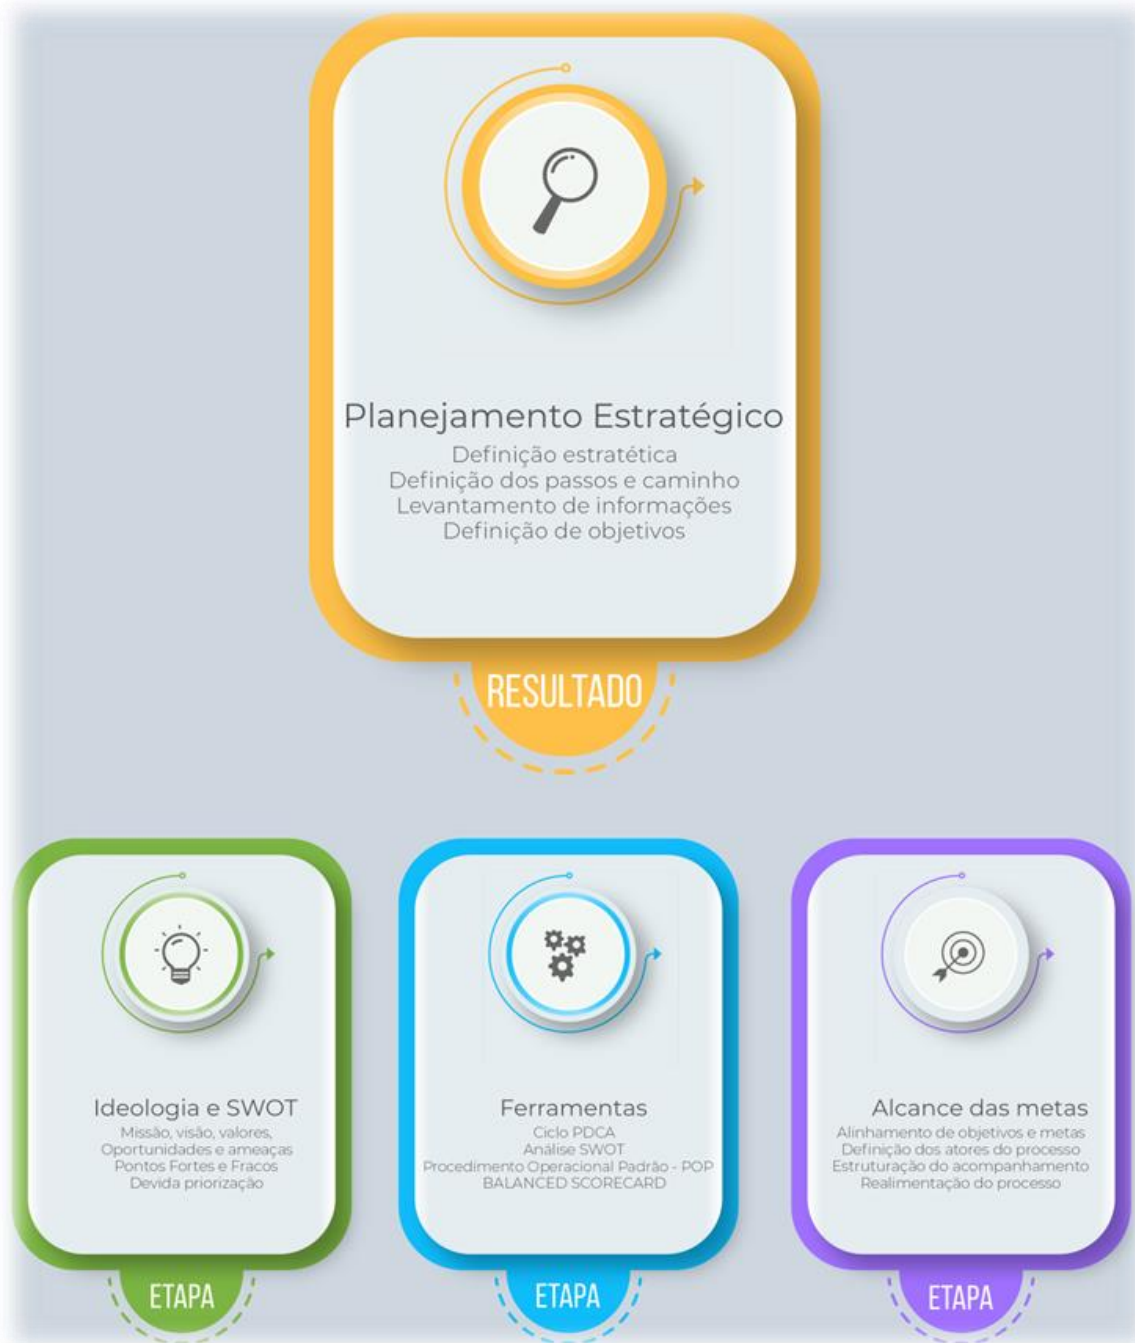 Planejamento Estratégico
Definição estratética
Definição dos passos e caminho
Levantamento de informações
Definição de objetivos
RESULTADO
Ideologia e SWOT
Missão, visão, valores,
Oportunidades e ameaças
Pontos Fortes e Fracos
Devida priorização
ETAPA
Ferramentas
Ciclo PDCA
Análise SWOT
Procedimento Operacional Padrão - POP
BALANCED SCORECARD
ETAPA
Alcance das metas
Alinhamento de objetivos e metas
Definição dos atores do processo
Estruturação do acompanhamento
Realimentação do processo
ETAPA